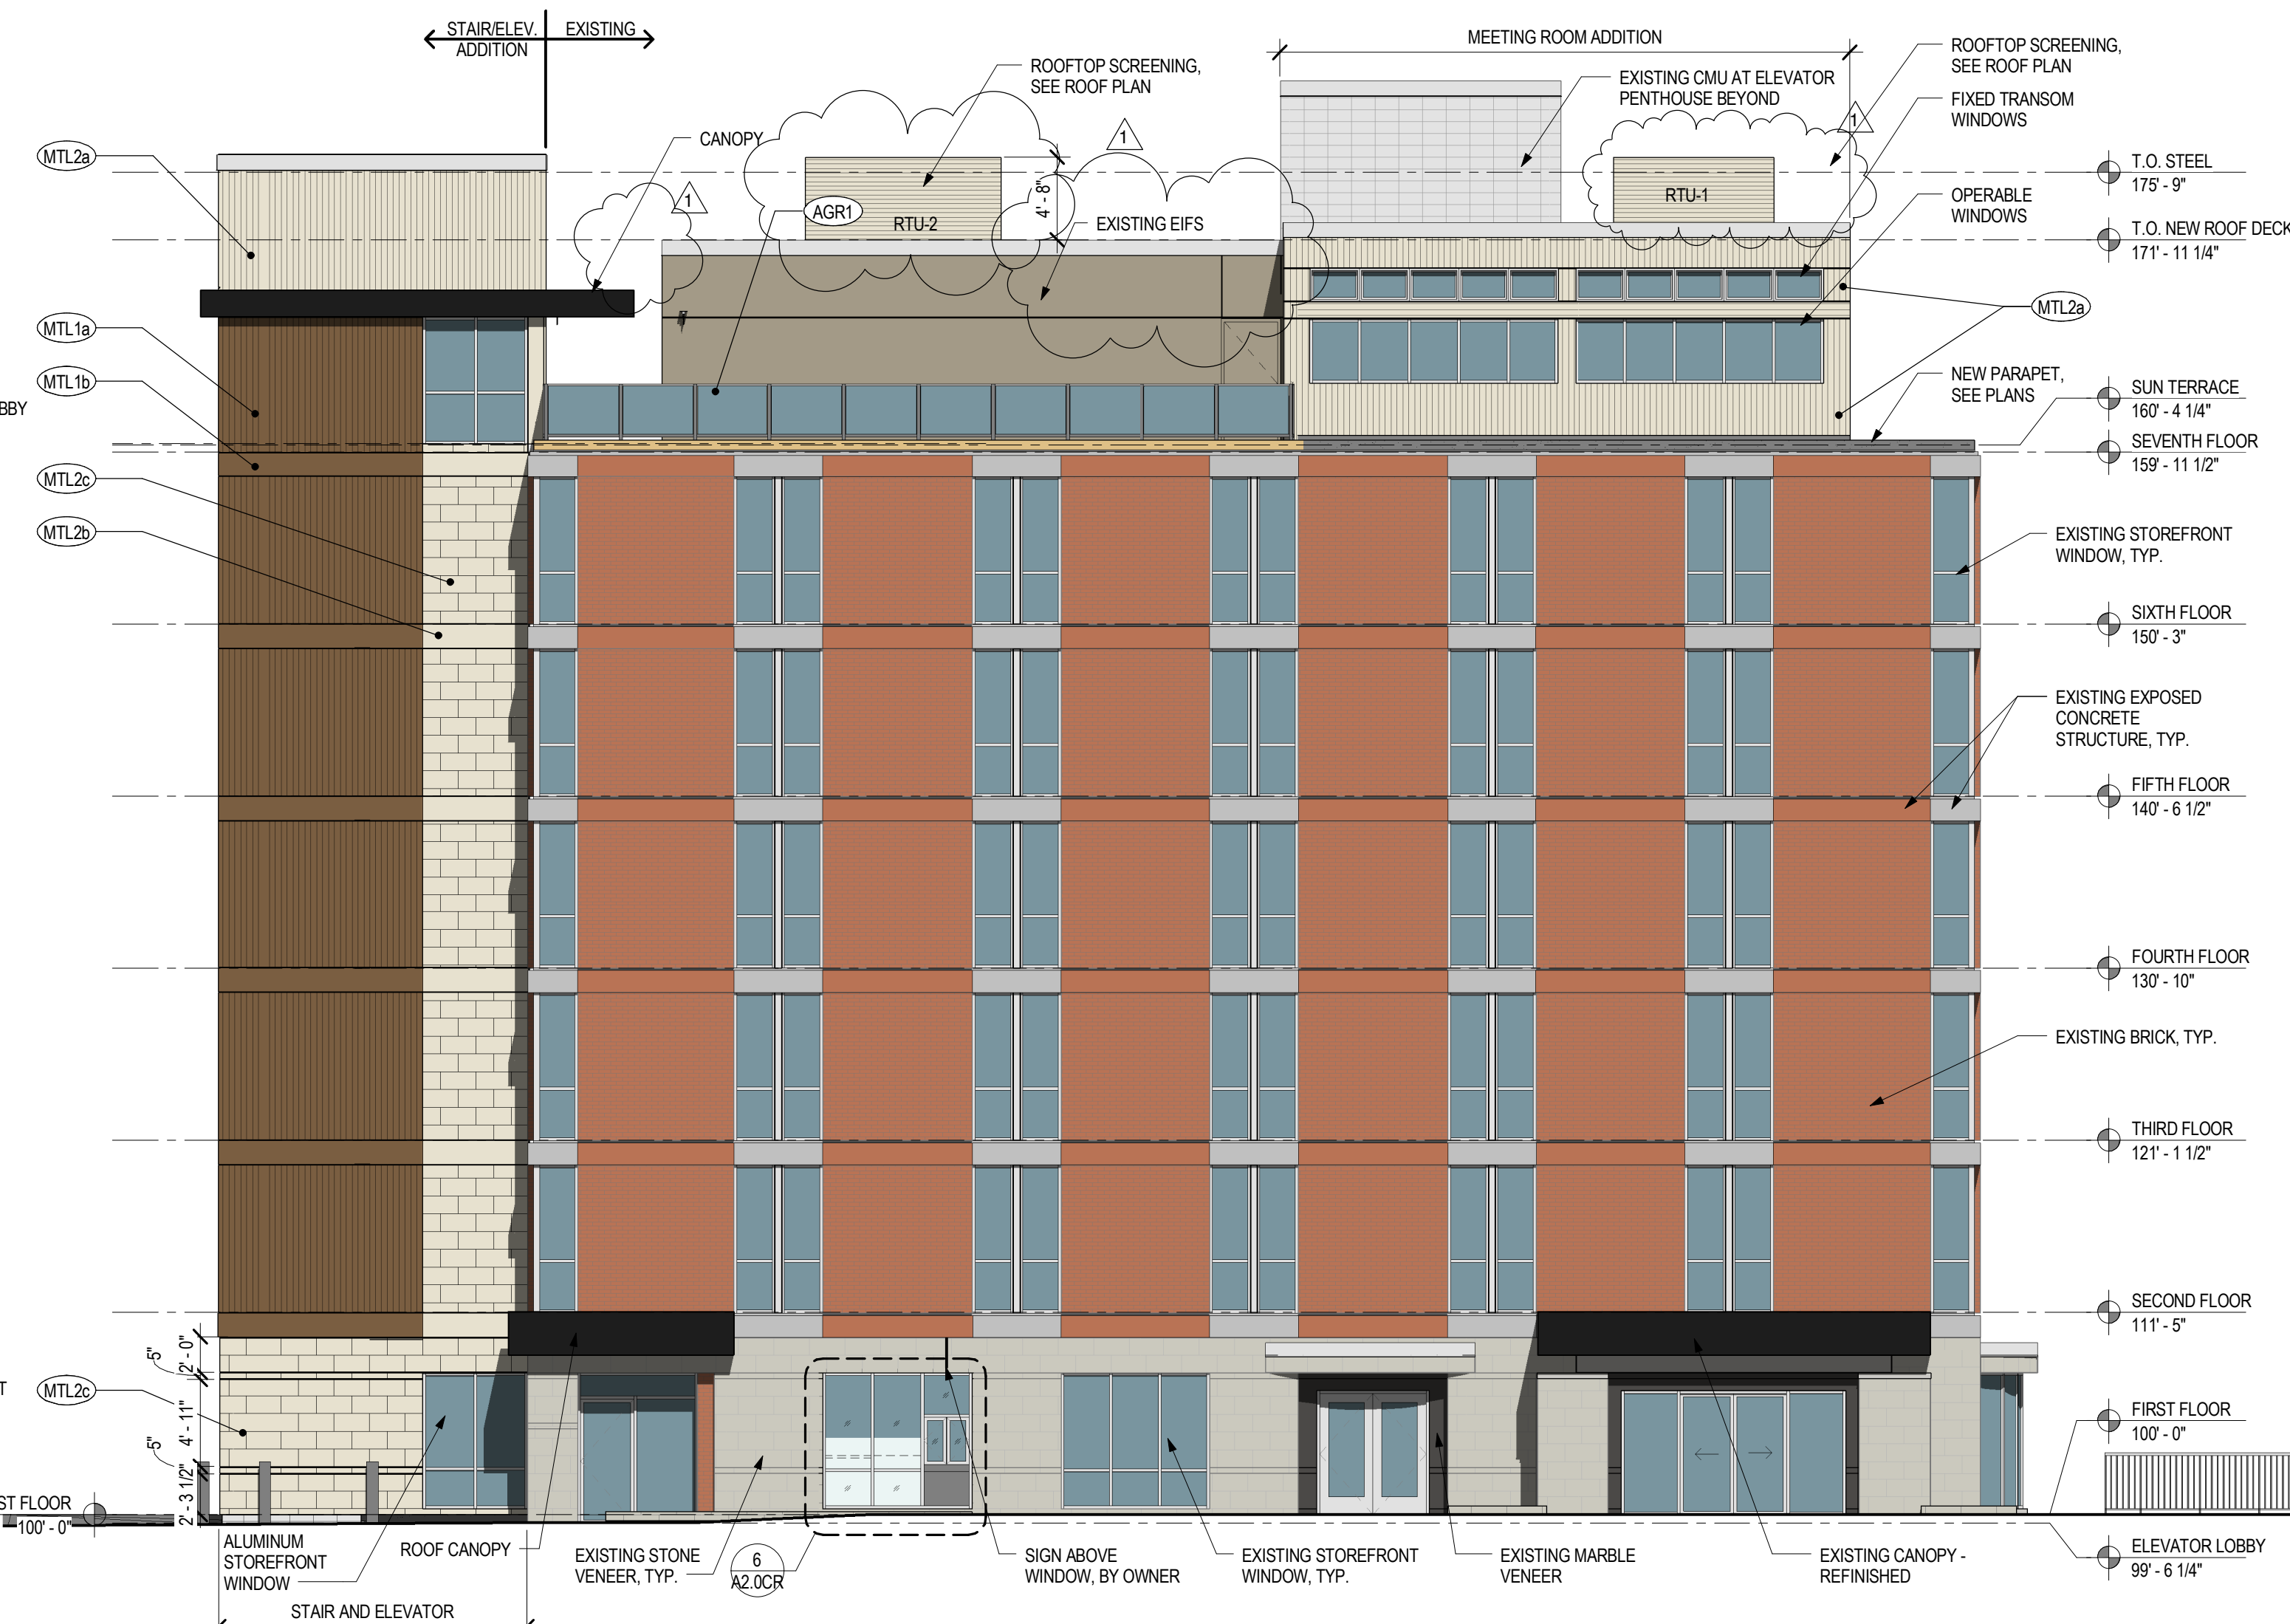 STAIR/ELEV.
ADDITION
EXISTING
MEETING ROOM ADDITION
ROOFTOP SCREENING,
SEE ROOF PLAN
EXISTING CMU AT ELEVATOR
PENTHOUSE BEYOND
ROOFTOP SCREENING,
SEE ROOF PLAN
FIXED TRANSOM
WINDOWS
CANOPY
1
1
1
MTL2a
T.O. STEEL
175' - 9"
RTU-2
4' - 8"
RTU-1
OPERABLE
WINDOWS
AGR1
EXISTING EIFS
T.O. NEW ROOF DECK
171' - 11 1/4"
MTL1a
MTL2a
MTL1b
NEW PARAPET,
SEE PLANS
SUN TERRACE
160' - 4 1/4"
BBY
SEVENTH FLOOR
159' - 11 1/2"
MTL2c
MTL2b
EXISTING STOREFRONT
WINDOW, TYP.
SIXTH FLOOR
150' - 3"
EXISTING EXPOSED
CONCRETE
STRUCTURE, TYP.
FIFTH FLOOR
140' - 6 1/2"
FOURTH FLOOR
130' - 10"
EXISTING BRICK, TYP.
THIRD FLOOR
121' - 1 1/2"
SECOND FLOOR
111' - 5"
2' - 0"
5"
T
MTL2c
4' - 11"
5"
2' - 3 1/2"
FIRST FLOOR
100' - 0"
ST FLOOR
100' - 0"
ALUMINUM
STOREFRONT
WINDOW
ROOF CANOPY
EXISTING STONE
VENEER, TYP.
6
A2.0CR
SIGN ABOVE
WINDOW, BY OWNER
EXISTING STOREFRONT
WINDOW, TYP.
EXISTING MARBLE
VENEER
EXISTING CANOPY -
REFINISHED
ELEVATOR LOBBY
99' - 6 1/4"
STAIR AND ELEVATOR